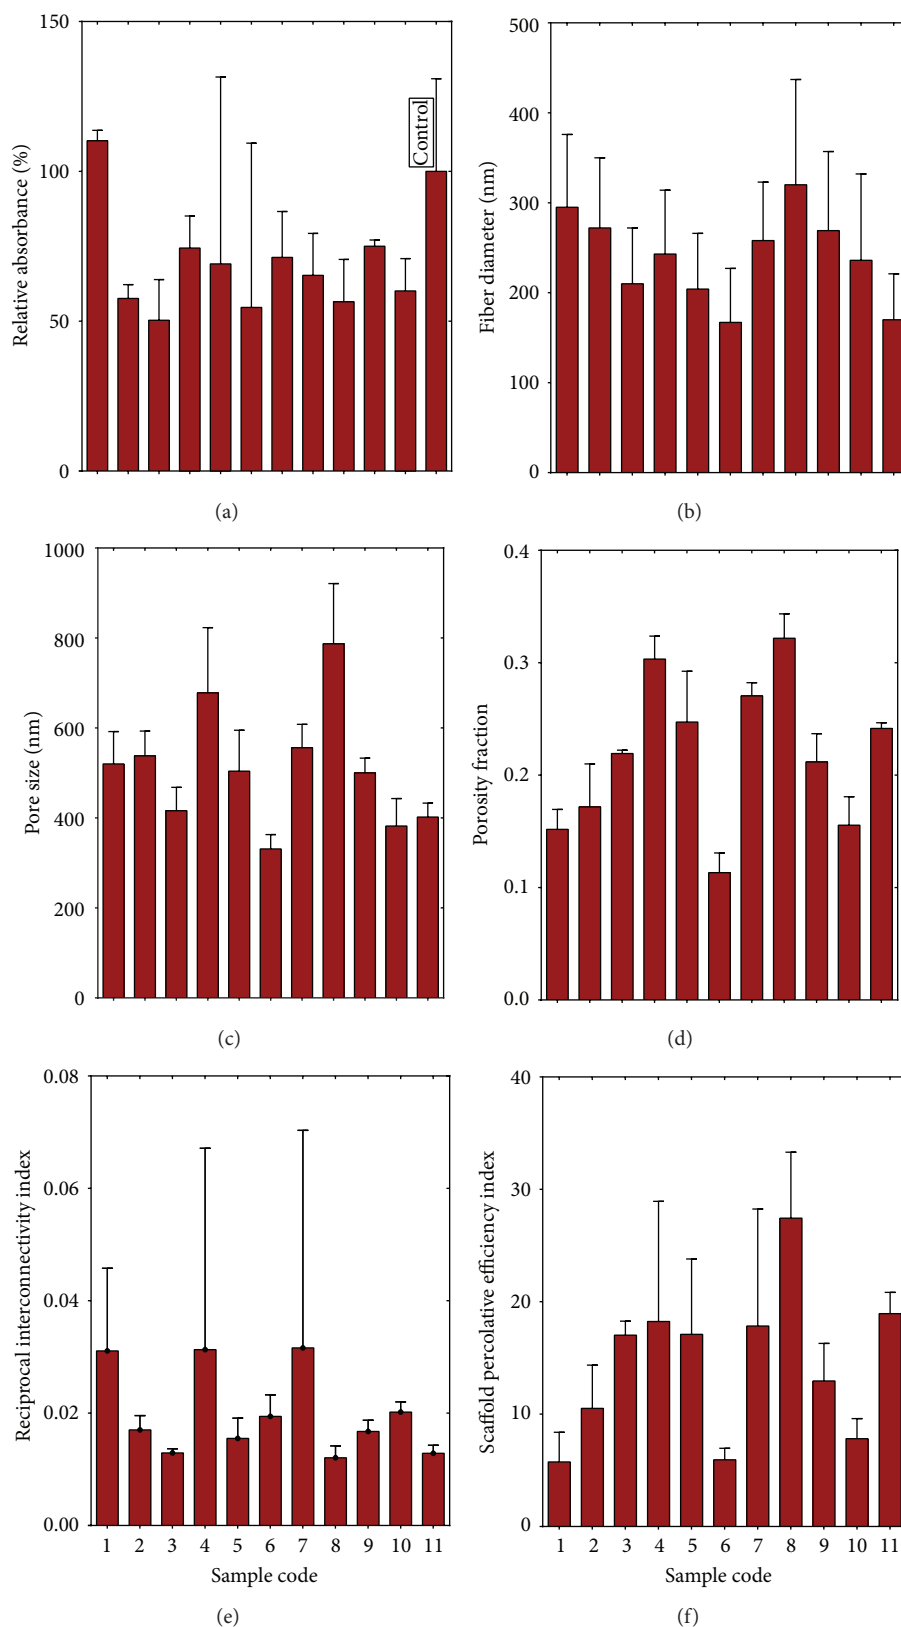 150
100
50
0
Relative absorbance (%)
Control
(a)
500
400
300
200
100
0
Fiber diameter (nm)
(b)
1000
800
600
400
200
0
Pore size (nm)
(c)
0.4
0.3
0.2
0.1
0.0
Porosity fraction
(d)
0.08
0.06
0.04
0.02
0.00
Reciprocal interconnectivity index
1 2 3 4 5 6 7 8 9 10 11
Sample code
(e)
40
30
20
10
0
Scaffold percolative efficiency index
1 2 3 4 5 6 7 8 9 10 11
Sample code
(f)